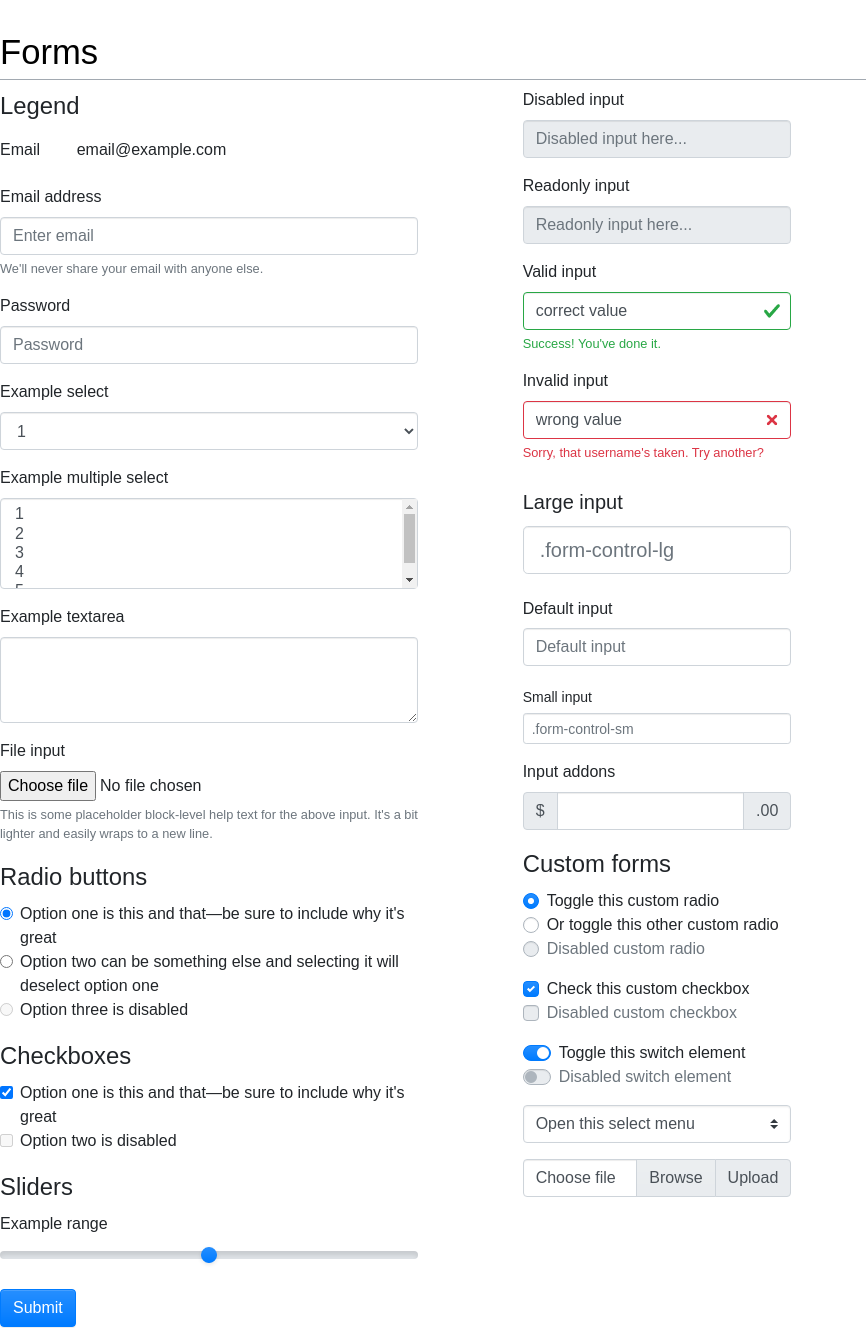 Forms
Legend
Email email@example.com
Email address
Enter email
We'll never share your email with anyone else.
Password
Password
Example select
1
Example multiple select
1
2
3
4
Example textarea
File input
Choose file No file chosen
This is some placeholder block-level help text for the above input. It's a bit
lighter and easily wraps to a new line.
Radio buttons
Option one is this and that—be sure to include why it's
great
Option two can be something else and selecting it will
deselect option one
Option three is disabled
Checkboxes
Option one is this and that—be sure to include why it's
great
Option two is disabled
Sliders
Example range
Submit
Disabled input
Disabled input here...
Readonly input
Readonly input here...
Valid input
correct value
Success! You've done it.
Invalid input
wrong value
Sorry, that username's taken. Try another?
Large input
.form-control-lg
Default input
Default input
Small input
.form-control-sm
Input addons
$ .00
Custom forms
Toggle this custom radio
Or toggle this other custom radio
Disabled custom radio
Check this custom checkbox
Disabled custom checkbox
Toggle this switch element
Disabled switch element
Open this select menu
Choose file Browse Upload